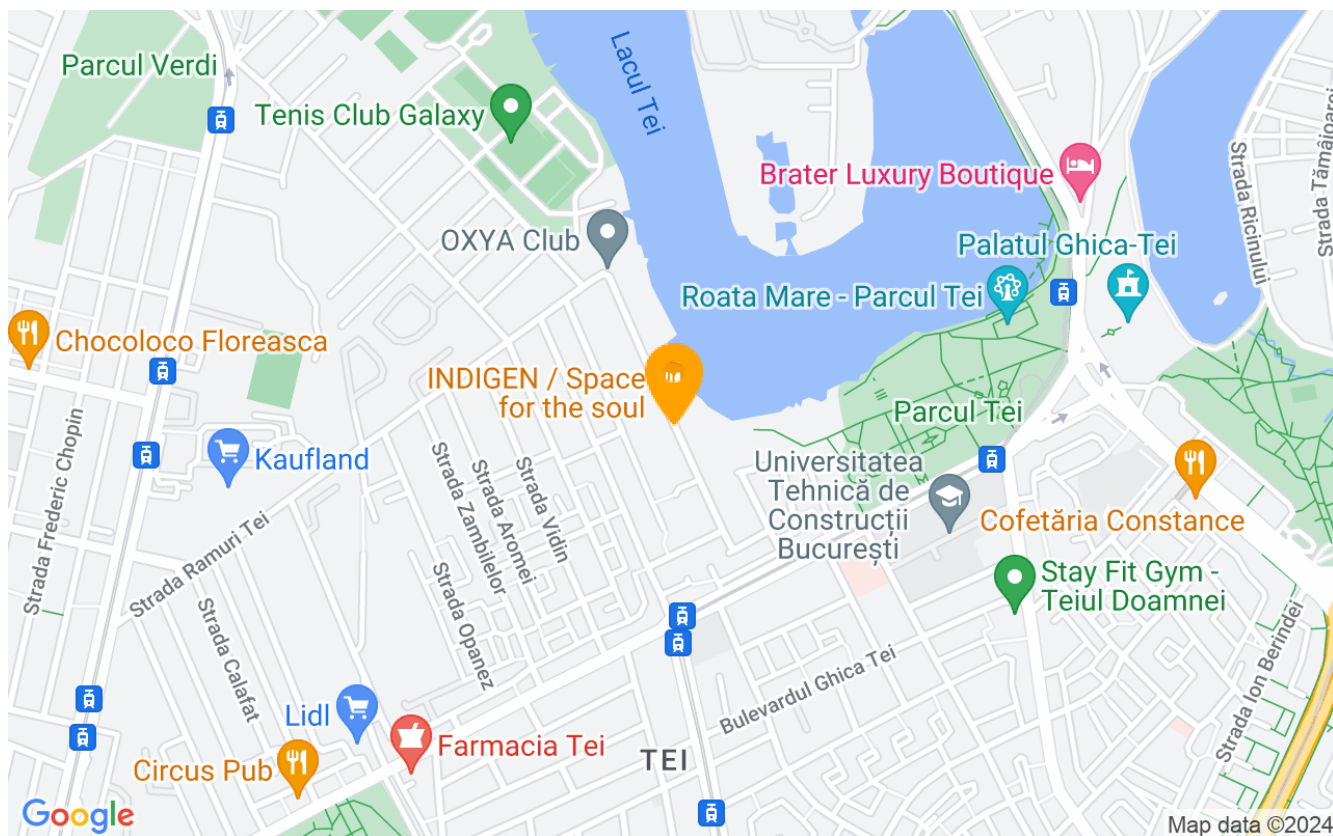 Parcul Verdi
Lacul Tei
Tenis Club Galaxy
Strada Ricinului
Strada Tămâioarei
Brater Luxury Boutique
OXYA Club
Palatul Ghica-Tei
Roata Mare - Parcul Tei
Chocoloco Floreasca
INDIGEN / Space
for the soul
Parcul Tei
Strada Frederic Chopin
Kaufland
Strada Zambilelor
Strada Aromei
Strada Vidin
Universitatea
Tehnică de
Construcții
București
Cofetăria Constance
Strada Ramuri Tei
Strada Opanez
Stay Fit Gym -
Teiul Doamnei
Strada Calafat
Bulevardul Ghica Tei
Strada Ion Berindei
Lidl
Farmacia Tei
TEI
Circus Pub
Google
Map data ©2024